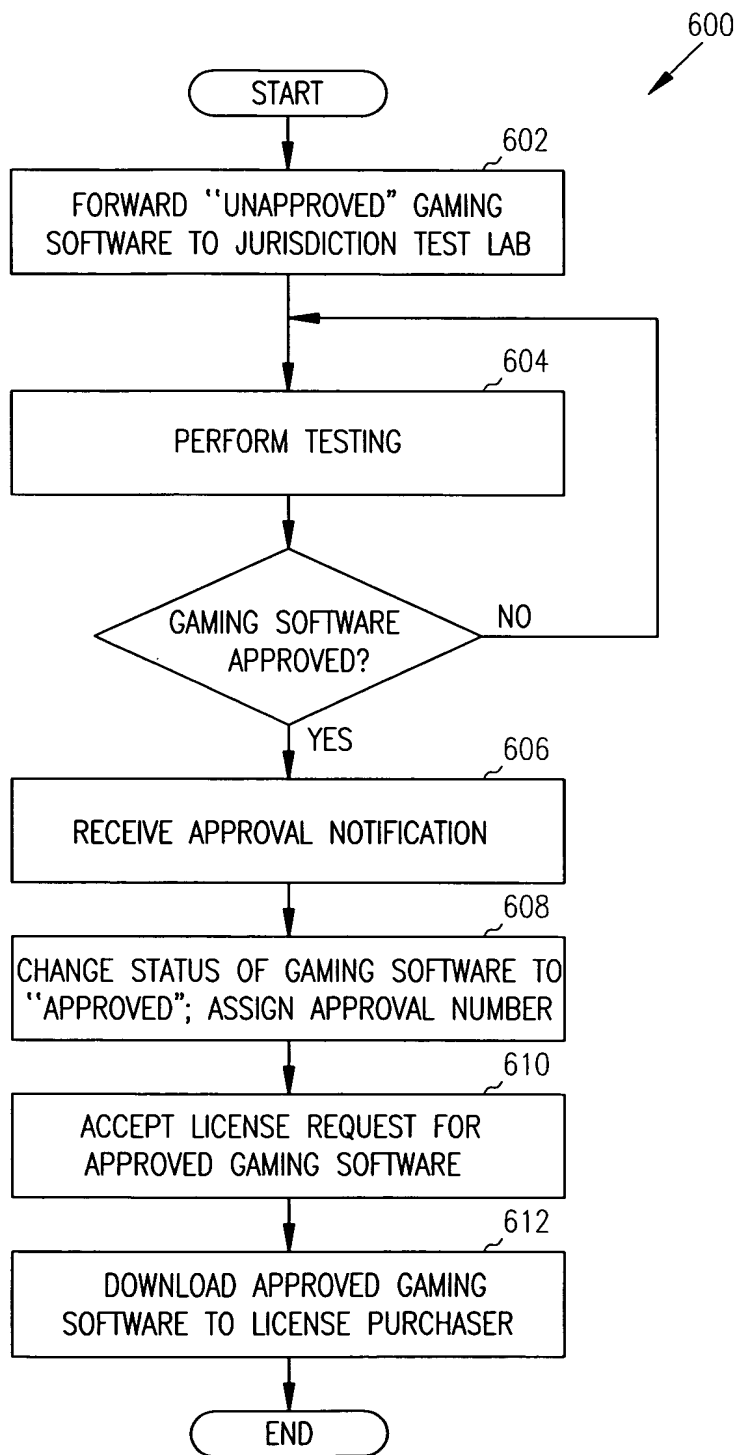 600
START
602
FORWARD ‘‘UNAPPROVED” GAMING
SOFTWARE TO JURISDICTION TEST LAB
604
PERFORM TESTING
GAMING SOFTWARE
APPROVED?
NO
YES
606
RECEIVE APPROVAL NOTIFICATION
608
CHANGE STATUS OF GAMING SOFTWARE TO
‘‘APPROVED”; ASSIGN APPROVAL NUMBER
610
ACCEPT LICENSE REQUEST FOR
APPROVED GAMING SOFTWARE
612
DOWNLOAD APPROVED GAMING
SOFTWARE TO LICENSE PURCHASER
END